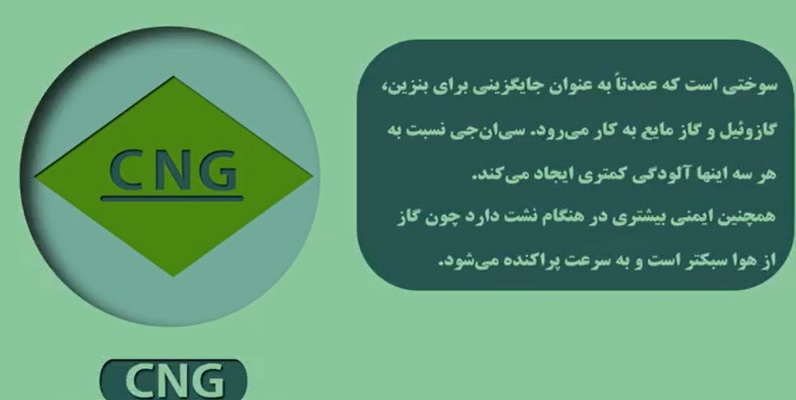 CNG
سوختی است که عمدتاً به عنوان جایگزینی برای بنزین،
گازوئیل و گاز مایع به کار می‌رود. سی‌ان‌جی نسبت به
هر سه اینها آلودگی کمتری ایجاد می‌کند.
همچنین ایمنی بیشتری در هنگام نشت دارد چون گاز
از هوا سبکتر است و به سرعت پراکنده می‌شود.
CNG